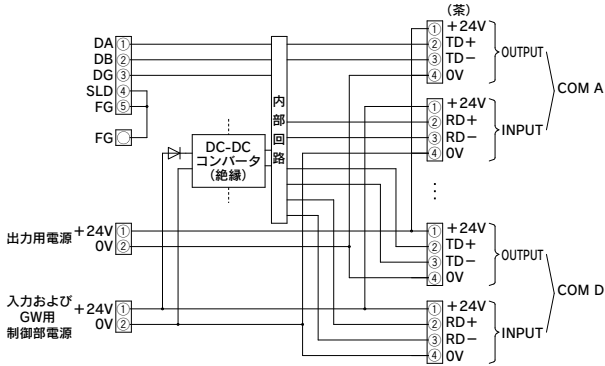 DA ①
DB ②
DG ③
SLD ④
FG ⑤
FG
内部回路
DC-DC
コンバータ
(絶縁)
出力用電源
+24V ①
0V ②
入力および
GW用
制御部電源
+24V ①
0V ②
(茶)
① +24V
② TD+
③ TD−
④ 0V
OUTPUT
① +24V
② RD+
③ RD−
④ 0V
INPUT
COM A
⋮
① +24V
② TD+
③ TD−
④ 0V
OUTPUT
① +24V
② RD+
③ RD−
④ 0V
INPUT
COM D